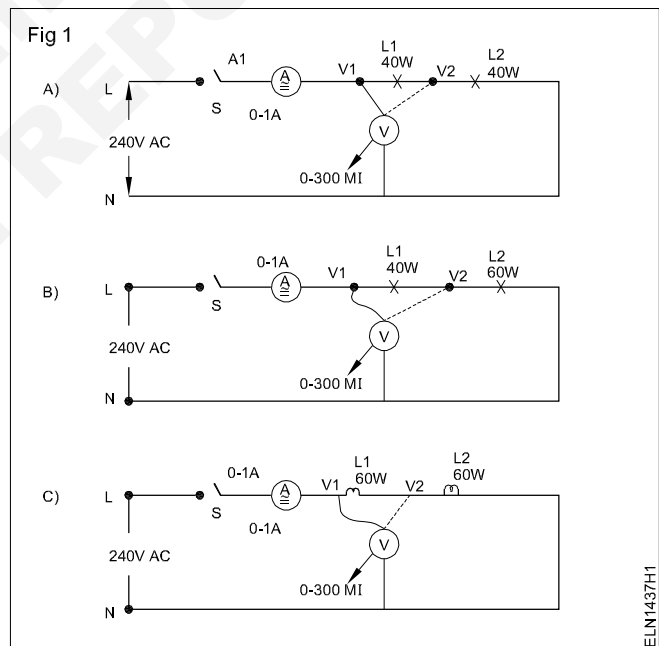 Fig 1
A)
L
A1
S
A
0-1A
V1
L1
40W
V2
L2
40W
240V AC
V
0-300 MI
N
B)
L
S
0-1A
A
V1
L1
40W
V2
L2
60W
240V AC
V
0-300 MI
N
C)
L
0-1A
S
A
0-1A
V1
L1
60W
V2
L2
60W
240V AC
V
0-300 MI
N
ELN1437H1